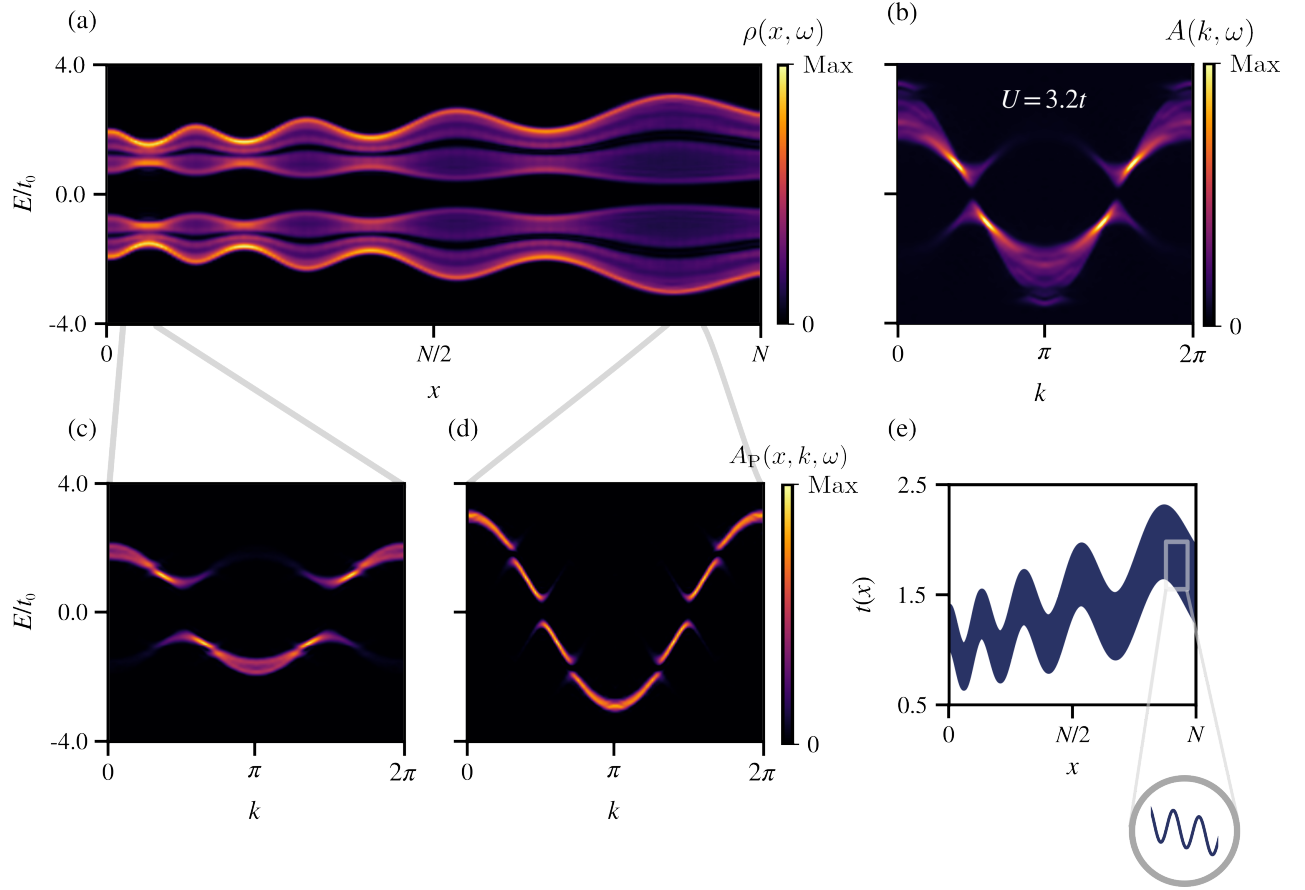 (a)
ρ(x, ω)
Max
4.0
0.0
-4.0
E/t₀
0
0
N/2
N
x
(b)
A(k, ω)
Max
U = 3.2t
0
0
π
2π
k
(c)
4.0
0.0
-4.0
E/t₀
0
π
2π
k
(d)
A_P(x, k, ω)
Max
0
0
π
2π
k
(e)
2.5
1.5
0.5
t(x)
0
N/2
N
x